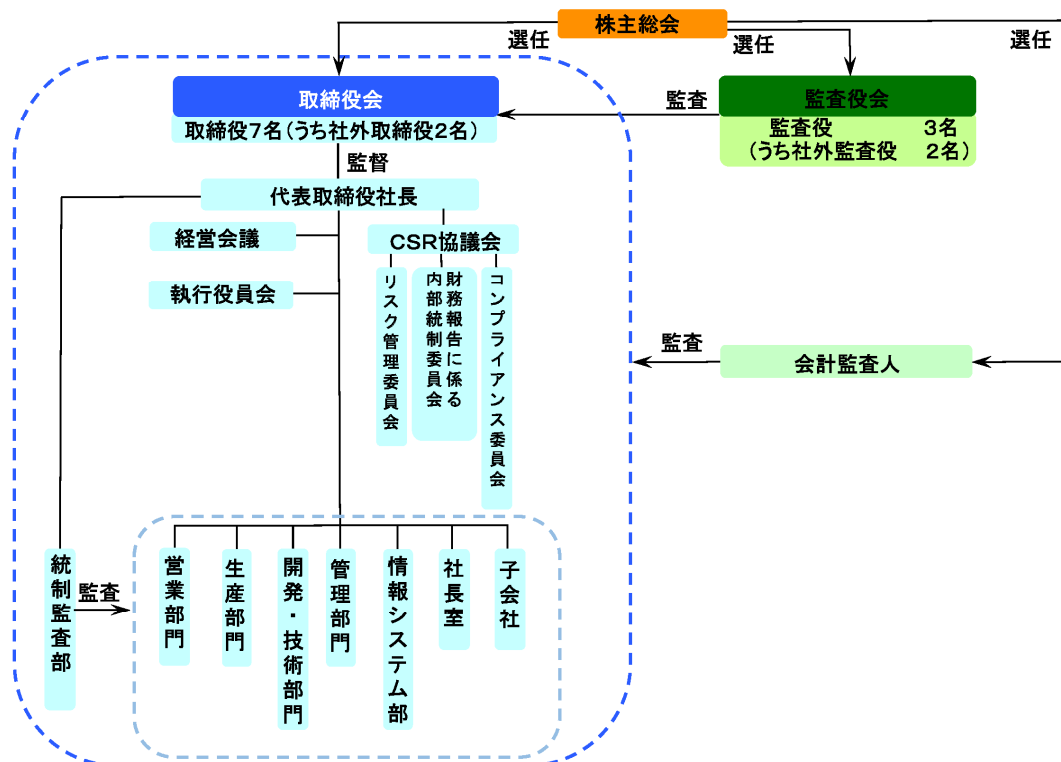 株主総会
選任
選任
選任
取締役会
取締役7名(うち社外取締役2名)
監査
監査役会
監査役 3名
(うち社外監査役 2名)
監督
代表取締役社長
経営会議
CSR協議会
執行役員会
リスク管理委員会
財務報告に係る
内部統制委員会
コンプライアンス委員会
監査
会計監査人
統制監査部
監査
営業部門
生産部門
開発・技術部門
管理部門
情報システム部
社長室
子会社